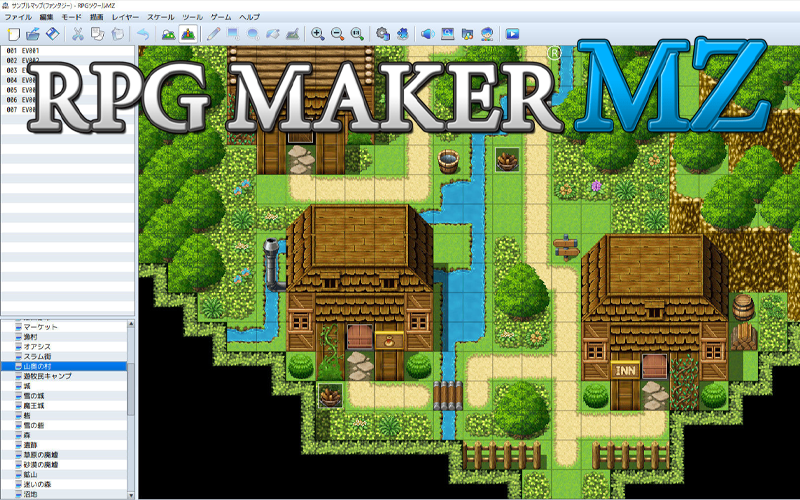 サンプルマップ(ファンタジー) - RPGツクールMZ
ファイル 編集 モード 描画 レイヤー スケール ツール ゲーム ヘルプ
001 EV001
002 EV002
003 EV
004 EV
005 EV
006 EV
007 EV00
RPG MAKER MZ
®
INN
マーケット
漁村
オアシス
スラム街
山奥の村
遊牧民キャンプ
城
雪の城
魔王城
砦
雪の砦
森
遺跡
草原の廃墟
砂漠の廃墟
鉱山
迷いの森
沼地